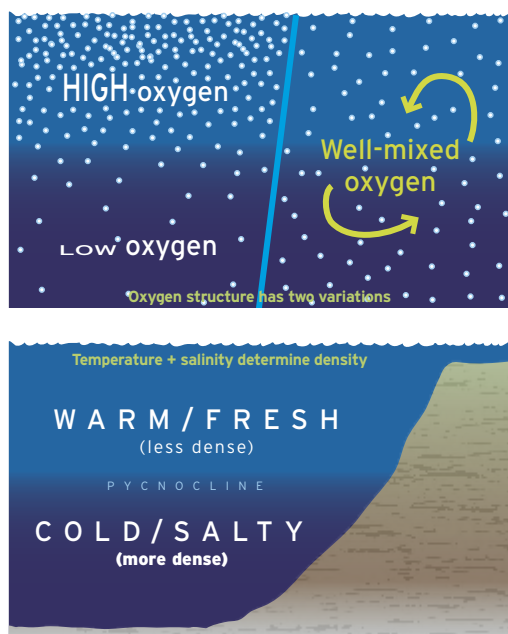 HIGH oxygen
Well-mixed
oxygen
LOW oxygen
Oxygen structure has two variations
Temperature + salinity determine density
WARM/FRESH
(less dense)
PYCNOCLINE
COLD/SALTY
(more dense)